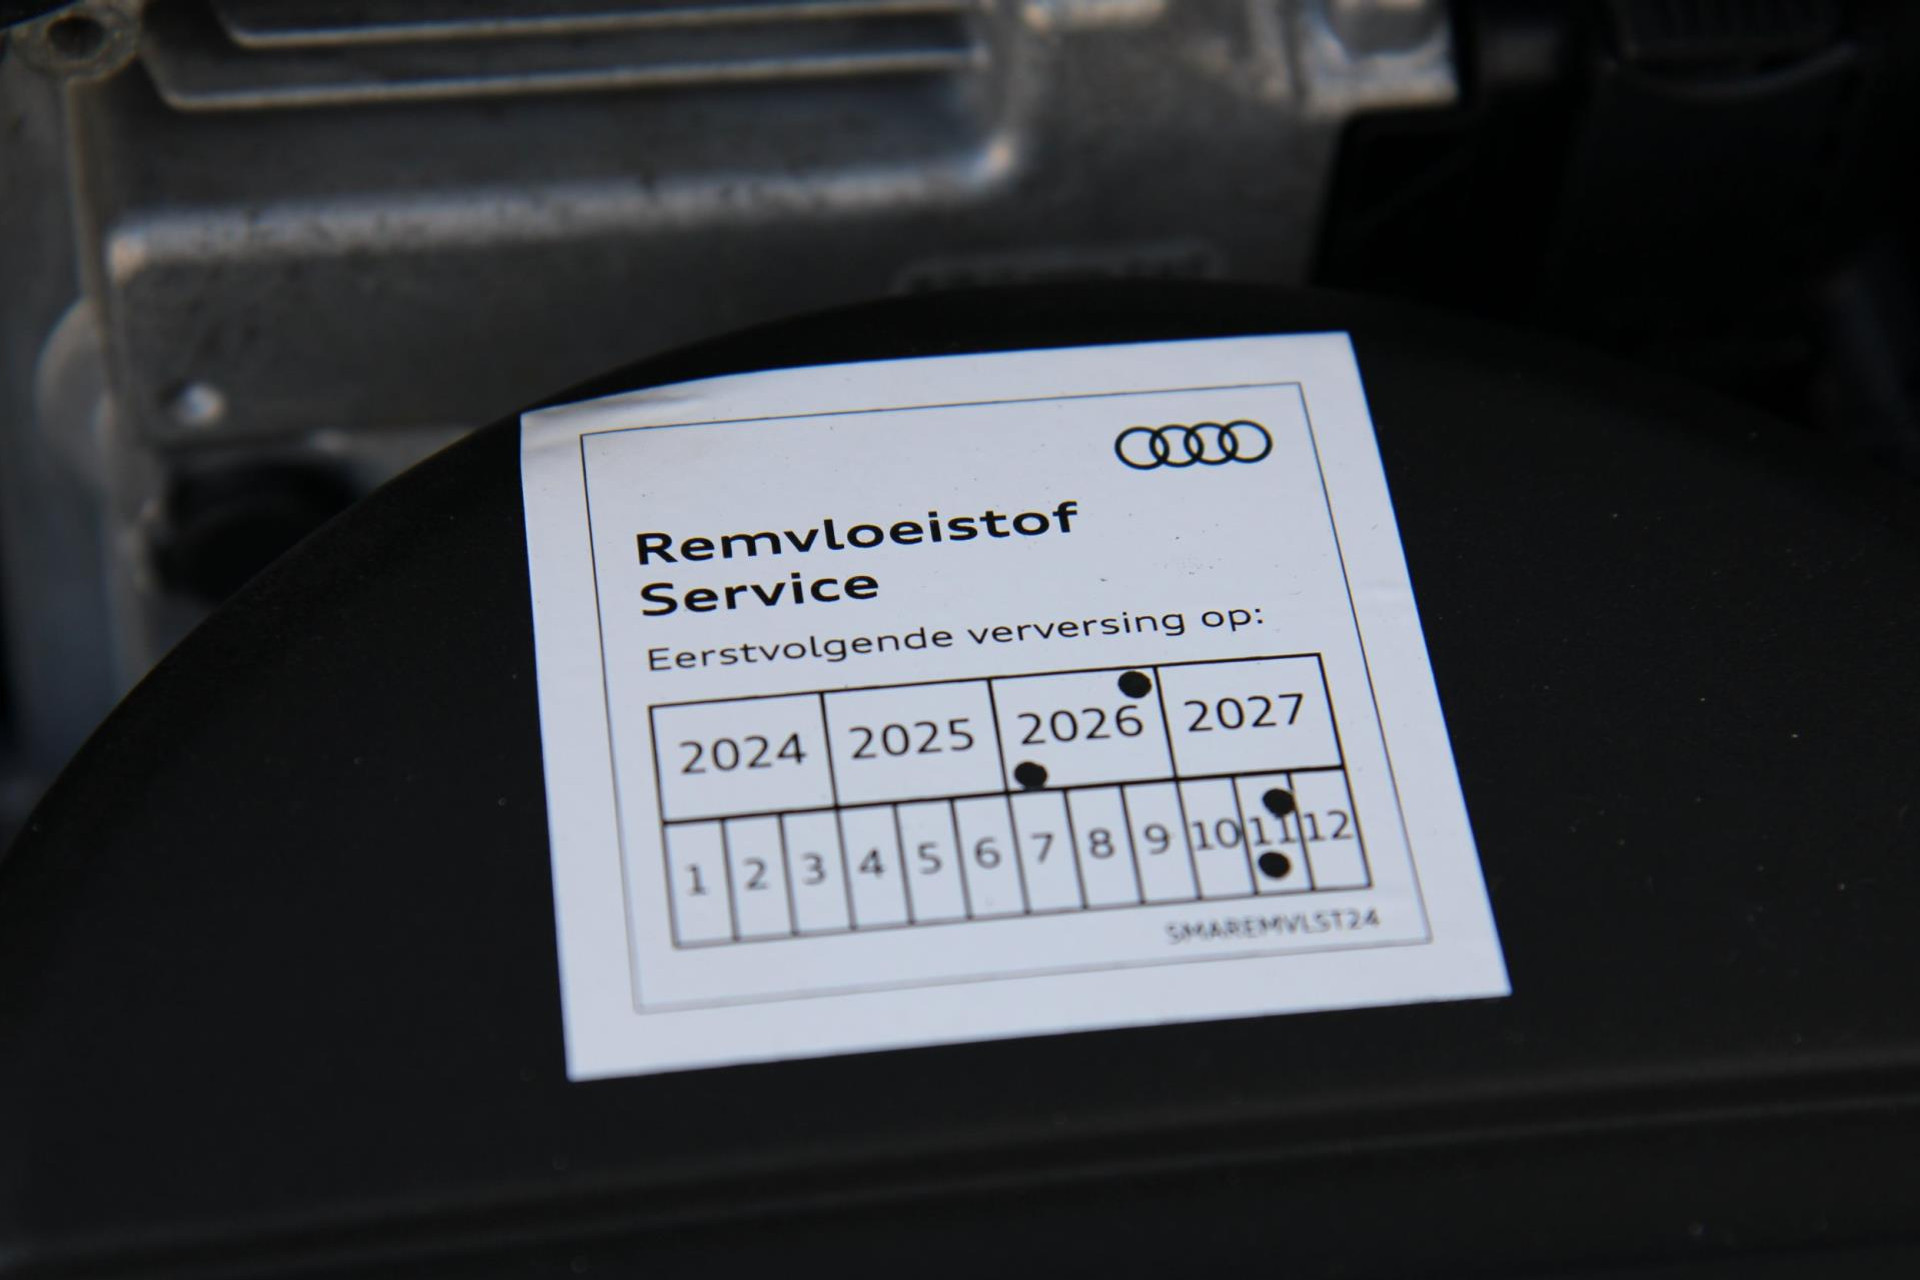 Remvloeistof
Service
Eerstvolgende verversing op:
2024 2025 2026 2027
1 2 3 4 5 6 7 8 9 10 11 12
SMAREMVLST24